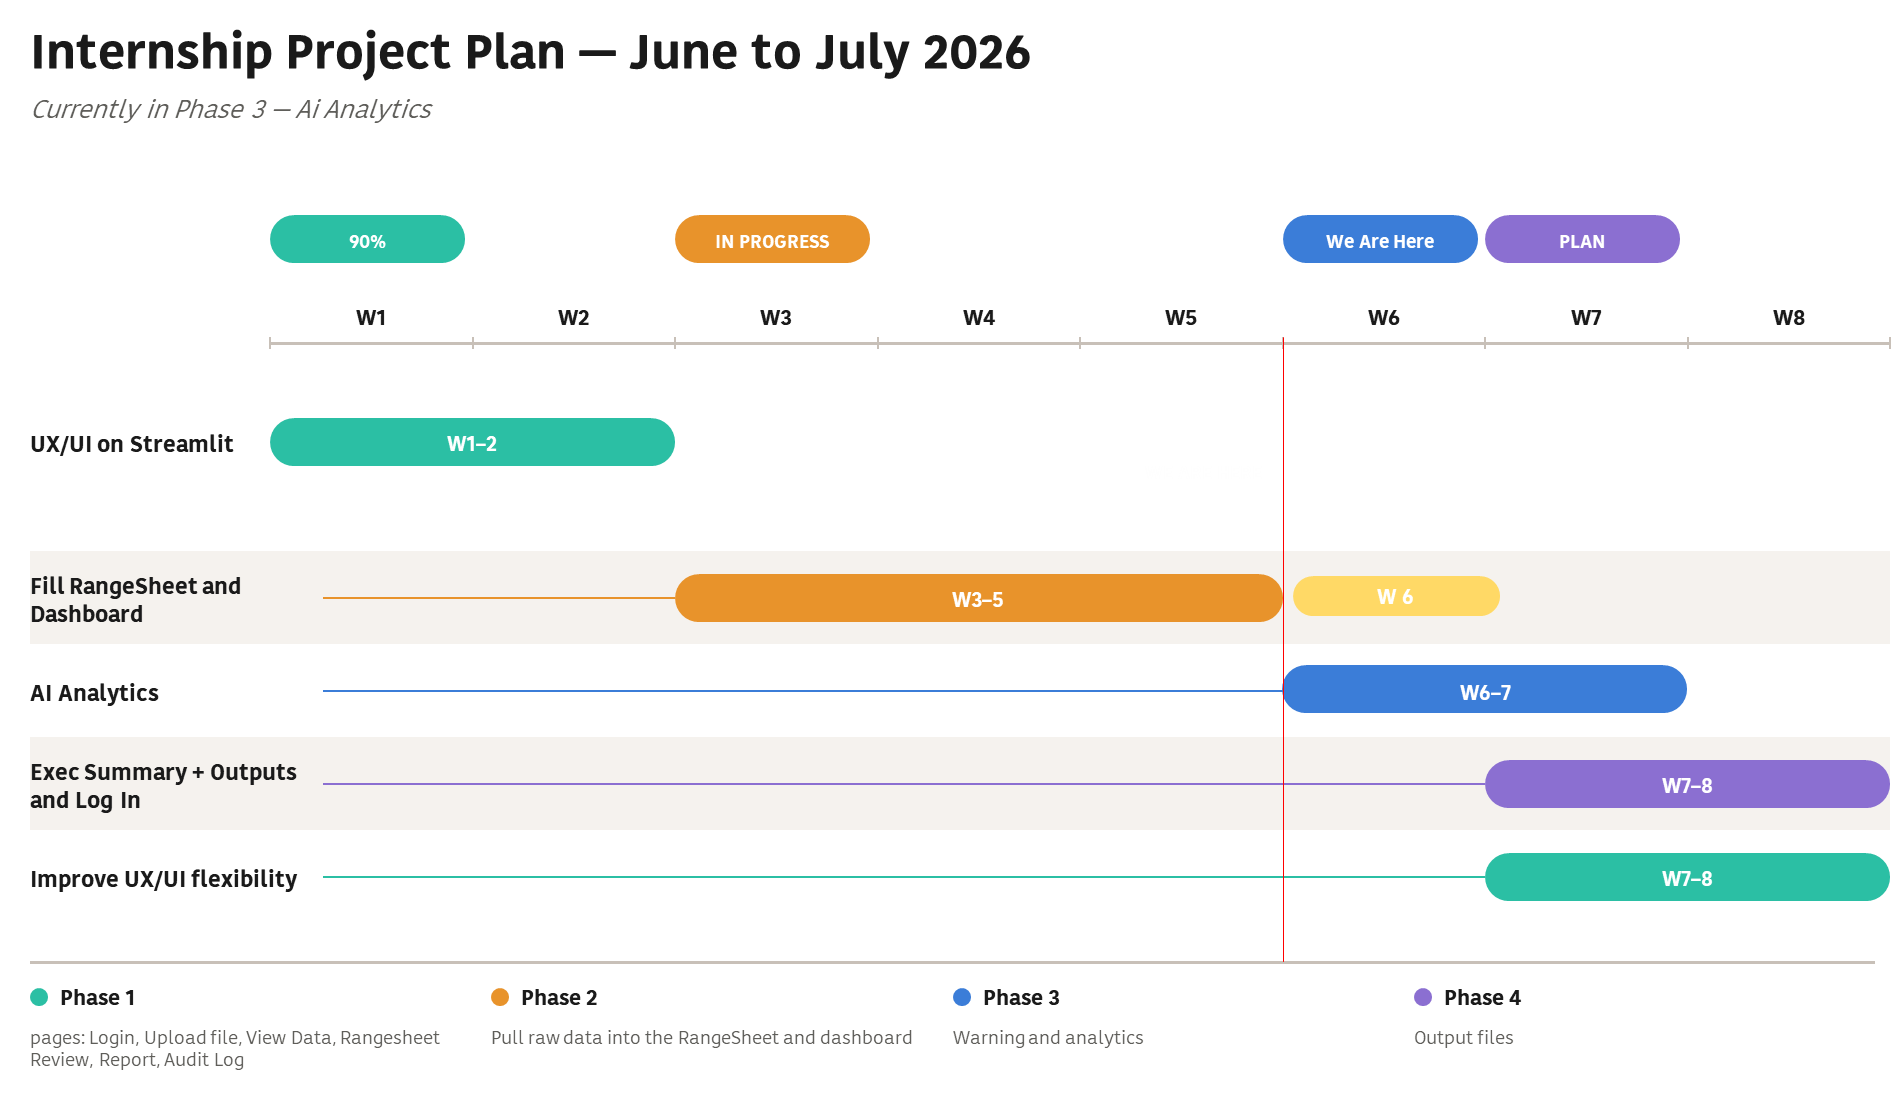 Internship Project Plan — June to July 2026
Currently in Phase 3 — Ai Analytics
90%
IN PROGRESS
We Are Here
PLAN
W1
W2
W3
W4
W5
W6
W7
W8
UX/UI on Streamlit
W1–2
Fill RangeSheet and
Dashboard
W3–5
W 6
AI Analytics
W6–7
Exec Summary + Outputs
and Log In
W7–8
Improve UX/UI flexibility
W7–8
Phase 1
pages: Login, Upload file, View Data, Rangesheet
Review, Report, Audit Log
Phase 2
Pull raw data into the RangeSheet and dashboard
Phase 3
Warning and analytics
Phase 4
Output files